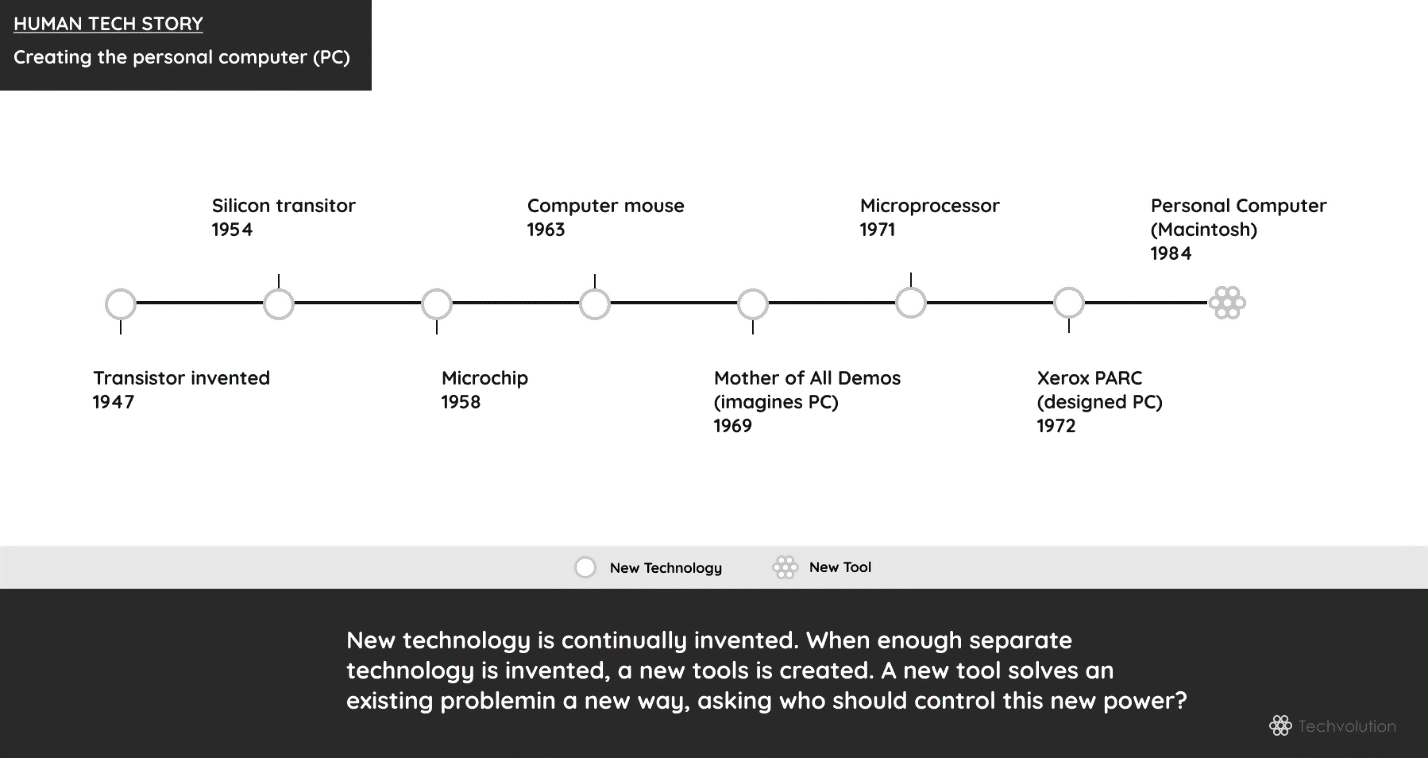 HUMAN TECH STORY
Creating the personal computer (PC)
Silicon transitor
1954
Computer mouse
1963
Microprocessor
1971
Personal Computer
(Macintosh)
1984
Transistor invented
1947
Microchip
1958
Mother of All Demos
(imagines PC)
1969
Xerox PARC
(designed PC)
1972
New Technology
New Tool
New technology is continually invented. When enough separate
technology is invented, a new tools is created. A new tool solves an
existing problemin a new way, asking who should control this new power?
Techvolution